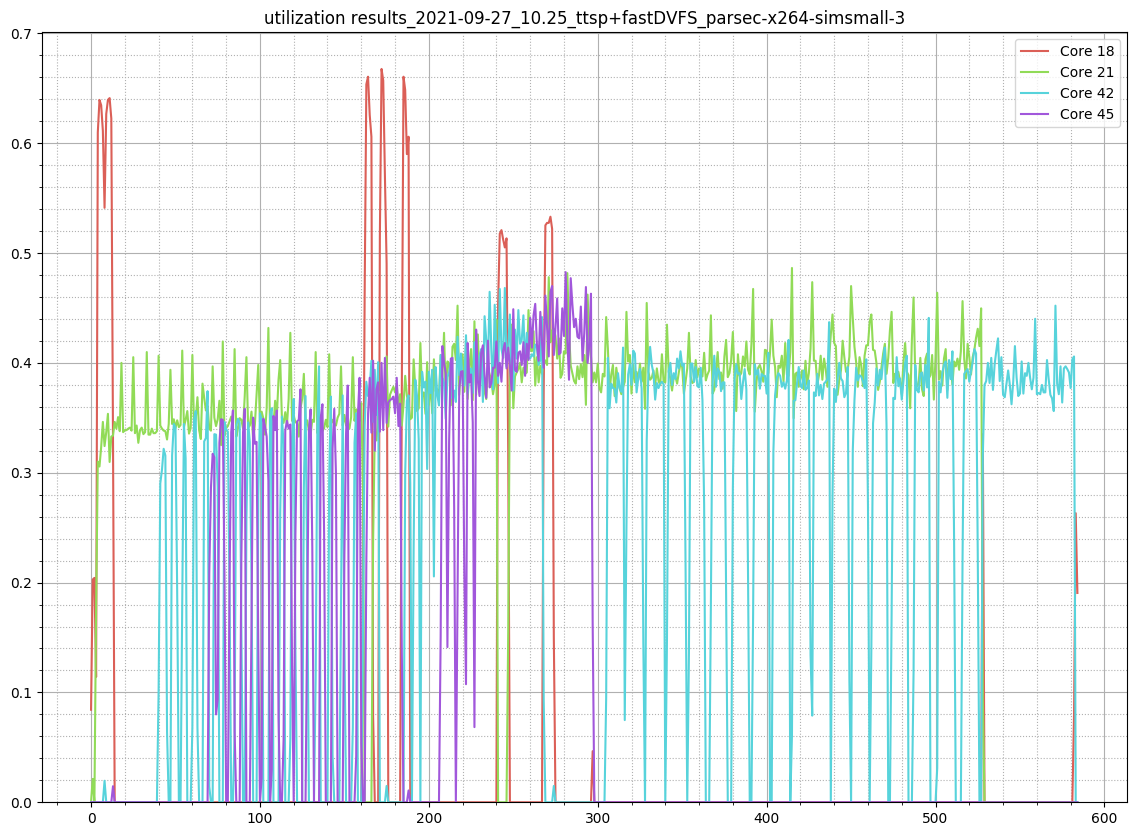 utilization results_2021-09-27_10.25_ttsp+fastDVFS_parsec-x264-simsmall-3
Core 18
Core 21
Core 42
Core 45
0.7
0.6
0.5
0.4
0.3
0.2
0.1
0.0
0 100 200 300 400 500 600